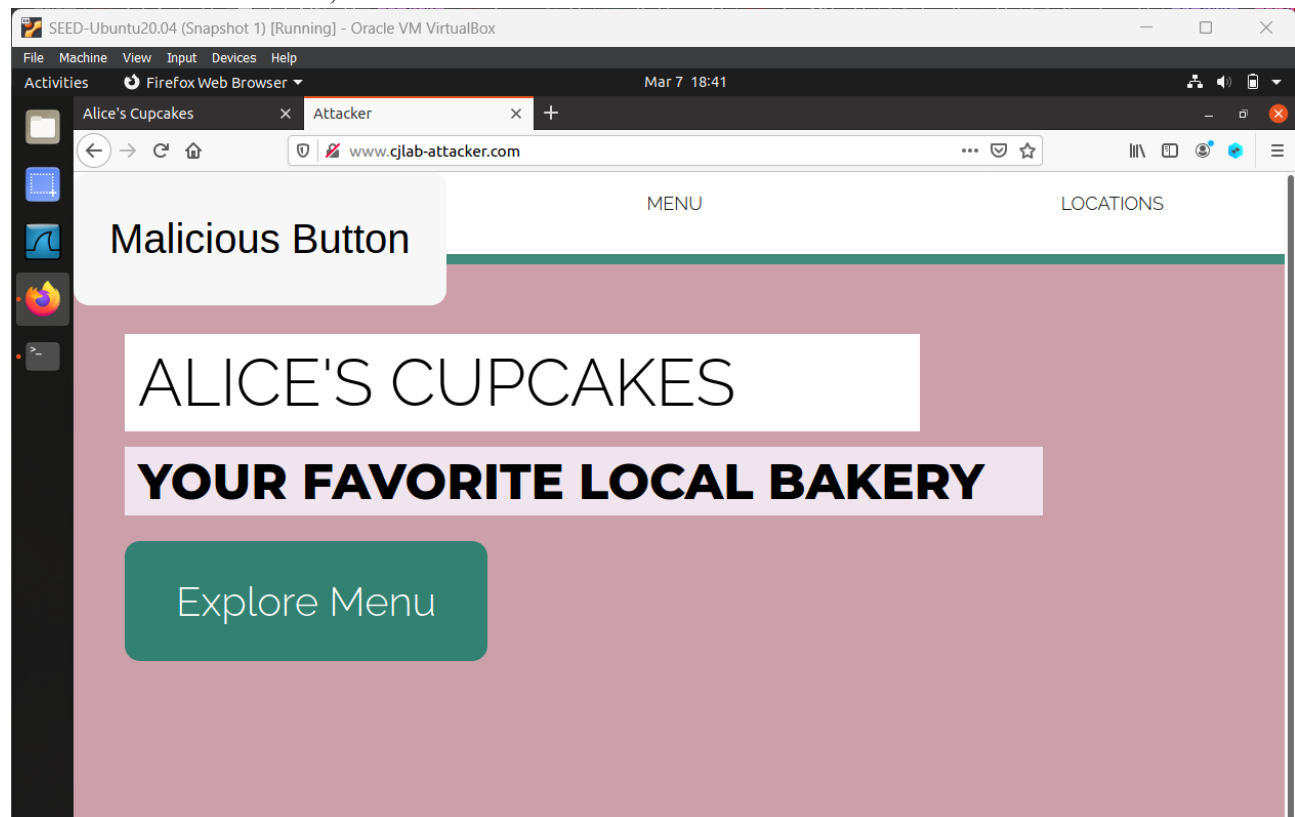 SEED-Ubuntu20.04 (Snapshot 1) [Running] - Oracle VM VirtualBox
File Machine View Input Devices Help
Activities Firefox Web Browser Mar 7 18:41
Alice's Cupcakes Attacker
www.cjlab-attacker.com
MENU LOCATIONS
Malicious Button
ALICE'S CUPCAKES
YOUR FAVORITE LOCAL BAKERY
Explore Menu